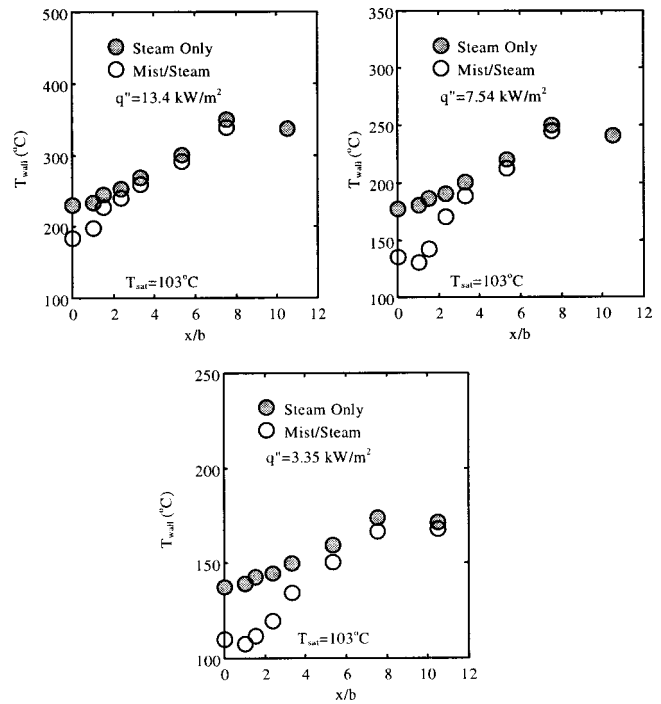 500
400
300
200
100
T_wall (°C)
Steam Only
Mist/Steam
q"=13.4 kW/m²
T_sat=103°C
0 2 4 6 8 10 12
x/b
350
300
250
200
150
100
T_wall (°C)
Steam Only
Mist/Steam
q"=7.54 kW/m²
T_sat=103°C
0 2 4 6 8 10 12
x/b
250
200
150
100
T_wall (°C)
Steam Only
Mist/Steam
q"=3.35 kW/m²
T_sat=103°C
0 2 4 6 8 10 12
x/b